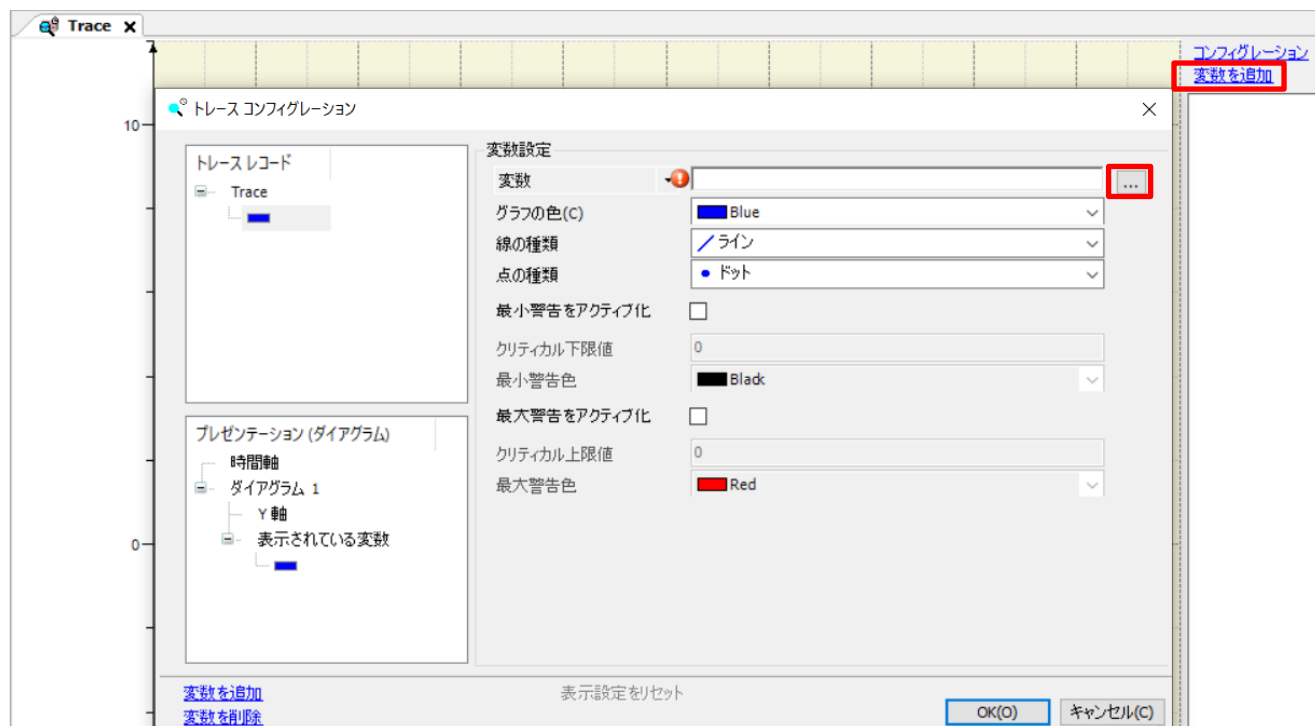 Trace
コンフィグレーション
変数を追加
10
0
トレース コンフィグレーション
トレース レコード
Trace
プレゼンテーション (ダイアグラム)
時間軸
ダイアグラム 1
Y 軸
表示されている変数
変数を追加
変数を削除
変数設定
変数
...
グラフの色(C) Blue
線の種類 ライン
点の種類 ドット
最小警告をアクティブ化
クリティカル下限値 0
最小警告色 Black
最大警告をアクティブ化
クリティカル上限値 0
最大警告色 Red
表示設定をリセット
OK(O) キャンセル(C)